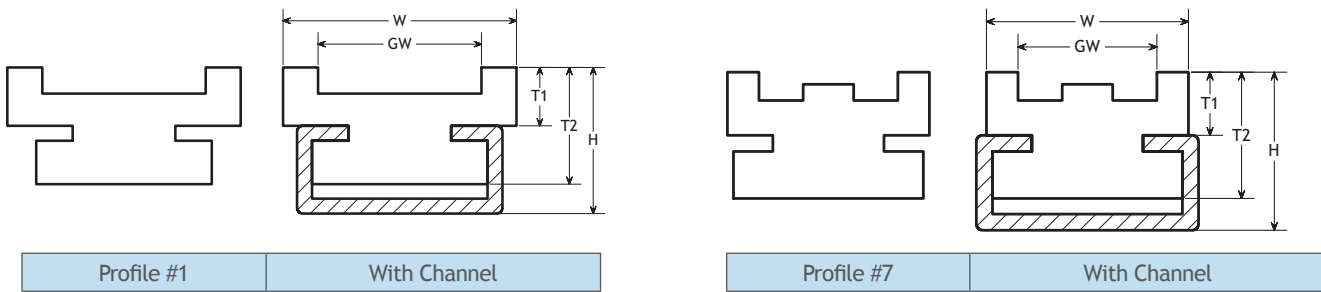 W
GW
T1
T2
H
Profile #1
With Channel
W
GW
T1
T2
H
Profile #7
With Channel